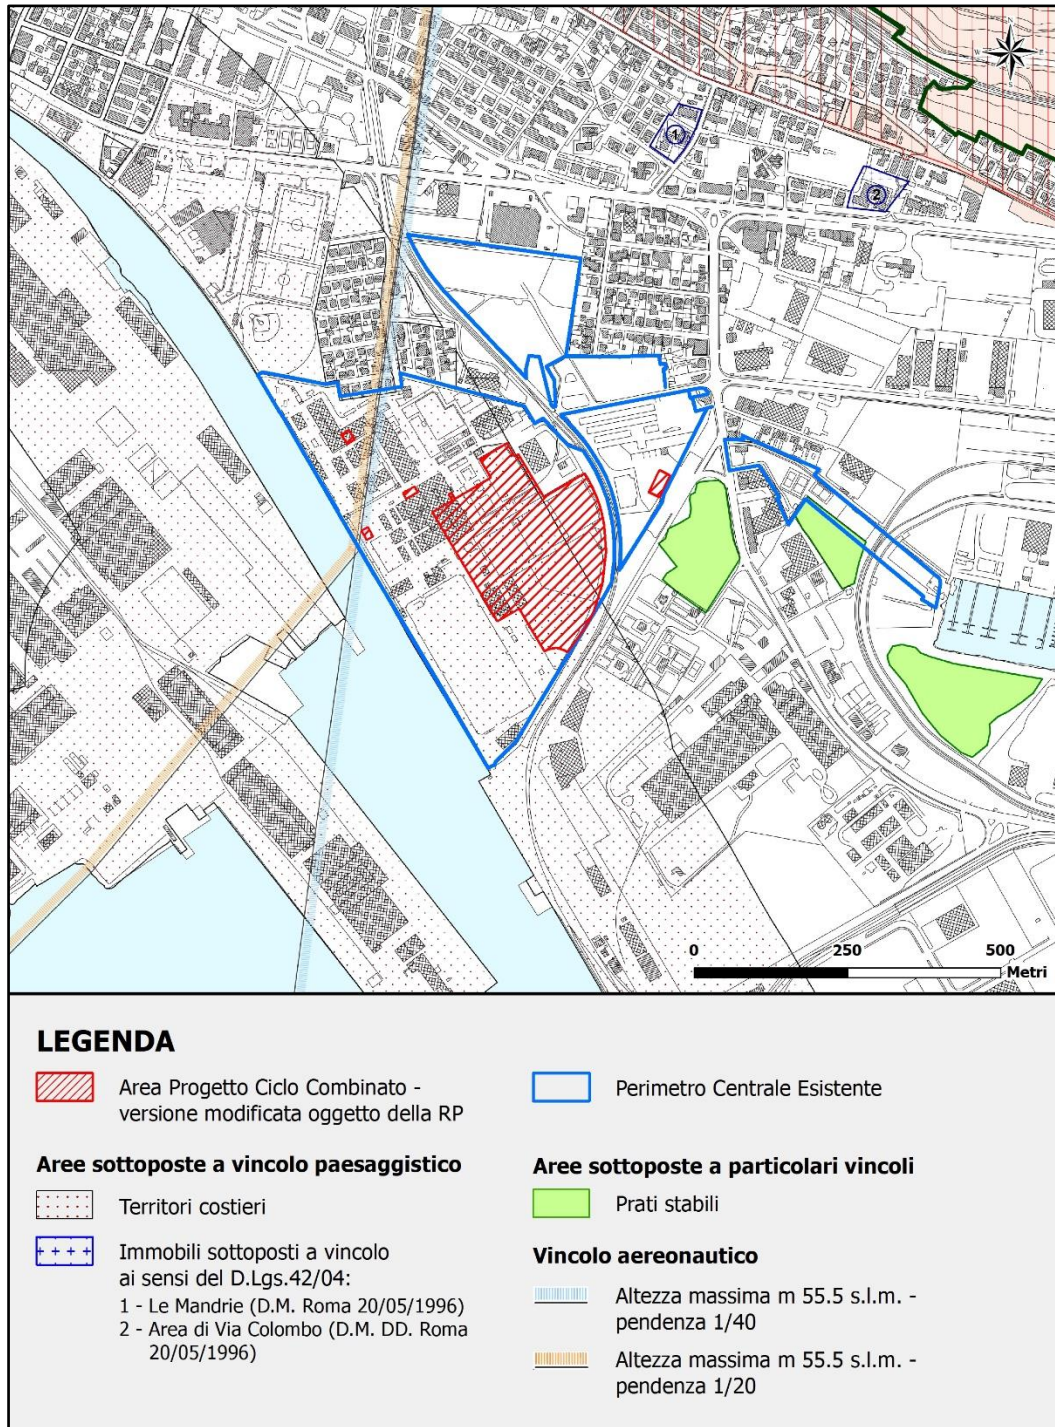 N
W
E
S
1
2
0
250
500
Metri
LEGENDA
Area Progetto Ciclo Combinato -
versione modificata oggetto della RP
Perimetro Centrale Esistente
Aree sottoposte a vincolo paesaggistico
Territori costieri
Immobili sottoposti a vincolo
ai sensi del D.Lgs.42/04:
1 - Le Mandrie (D.M. Roma 20/05/1996)
2 - Area di Via Colombo (D.M. DD. Roma
20/05/1996)
Aree sottoposte a particolari vincoli
Prati stabili
Vincolo aereonautico
Altezza massima m 55.5 s.l.m. -
pendenza 1/40
Altezza massima m 55.5 s.l.m. -
pendenza 1/20